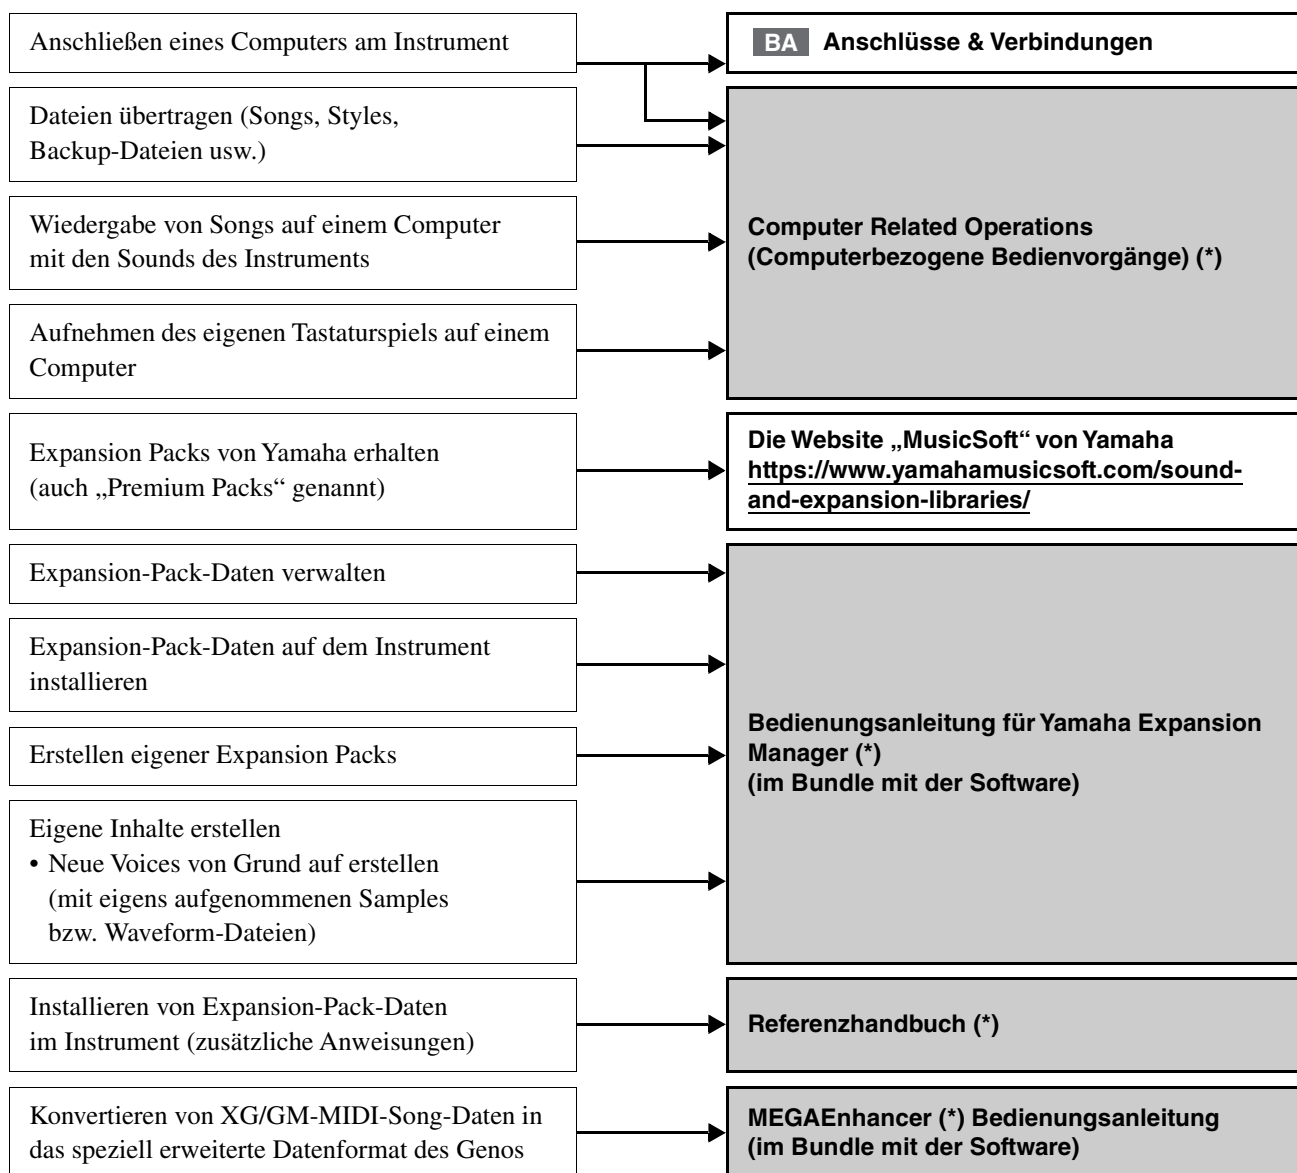 Anschließen eines Computers am Instrument
BA Anschlüsse & Verbindungen
Dateien übertragen (Songs, Styles,
Backup-Dateien usw.)
Wiedergabe von Songs auf einem Computer
mit den Sounds des Instruments
Aufnehmen des eigenen Tastaturspiels auf einem
Computer
Computer Related Operations
(Computerbezogene Bedienvorgänge) (*)
Expansion Packs von Yamaha erhalten
(auch „Premium Packs“ genannt)
Die Website „MusicSoft“ von Yamaha
https://www.yamahamusicsoft.com/sound-
and-expansion-libraries/
Expansion-Pack-Daten verwalten
Expansion-Pack-Daten auf dem Instrument
installieren
Erstellen eigener Expansion Packs
Eigene Inhalte erstellen
• Neue Voices von Grund auf erstellen
(mit eigens aufgenommenen Samples
bzw. Waveform-Dateien)
Bedienungsanleitung für Yamaha Expansion
Manager (*)
(im Bundle mit der Software)
Installieren von Expansion-Pack-Daten
im Instrument (zusätzliche Anweisungen)
Referenzhandbuch (*)
Konvertieren von XG/GM-MIDI-Song-Daten in
das speziell erweiterte Datenformat des Genos
MEGAEnhancer (*) Bedienungsanleitung
(im Bundle mit der Software)